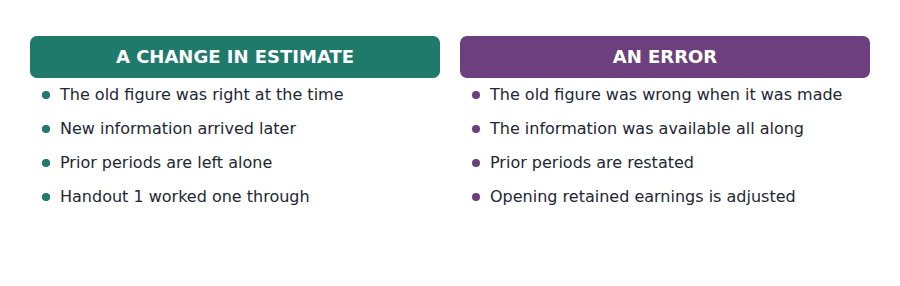 A CHANGE IN ESTIMATE
The old figure was right at the time
New information arrived later
Prior periods are left alone
Handout 1 worked one through
AN ERROR
The old figure was wrong when it was made
The information was available all along
Prior periods are restated
Opening retained earnings is adjusted